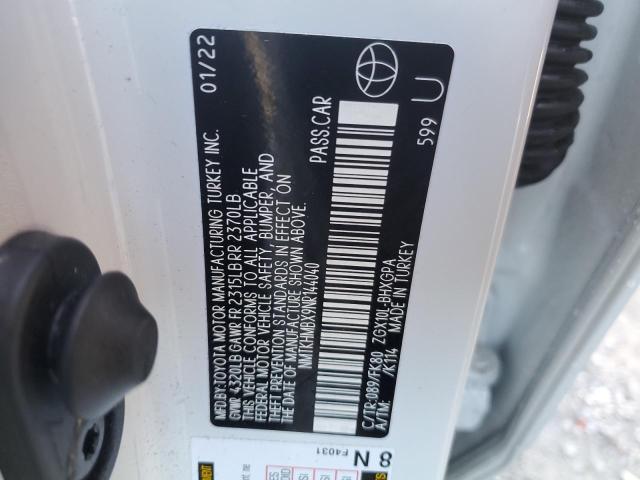 MFD BY: TOYOTA MOTOR MANUFACTURING TURKEY INC. 01/22
GVWR 4320LB GAWR FR 2315LB RR 2370LB
THIS VEHICLE CONFORMS TO ALL APPLICABLE
FEDERAL MOTOR VEHICLE SAFETY, BUMPER, AND
THEFT PREVENTION STANDARDS IN EFFECT ON
THE DATE OF MANUFACTURE SHOWN ABOVE.
NMTKHMBX9NR144040 PASS.CAR
C/TR:089/FK80 ZGX10L-BHXGPA
A/TM: /K114 MADE IN TURKEY
599 U
8 N
F4031